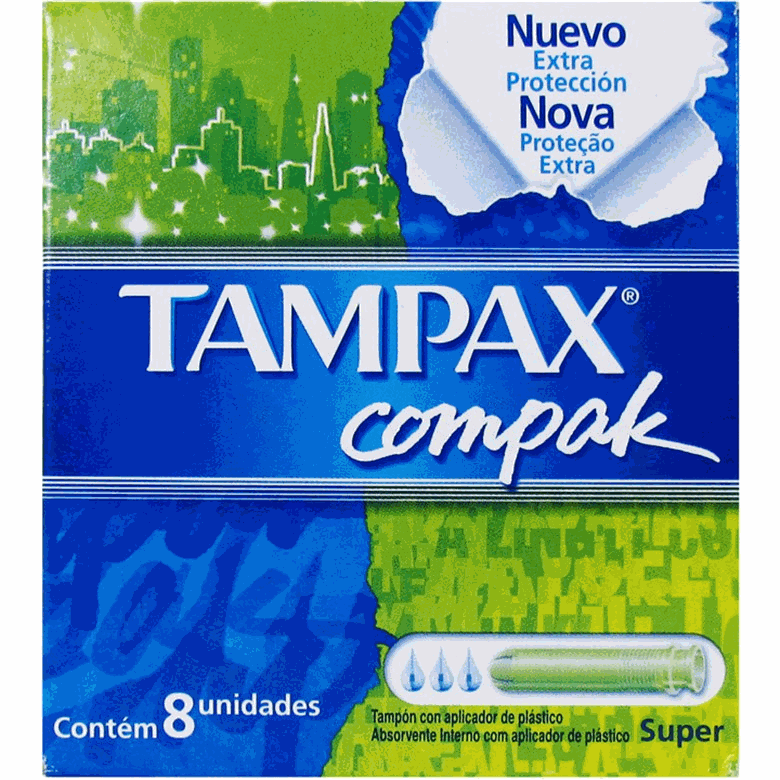 Nuevo
Extra
Protección
Nova
Proteção
Extra
TAMPAX®
compak
Contém 8 unidades
Tampón con aplicador de plástico
Absorvente Interno com aplicador de plástico
Super